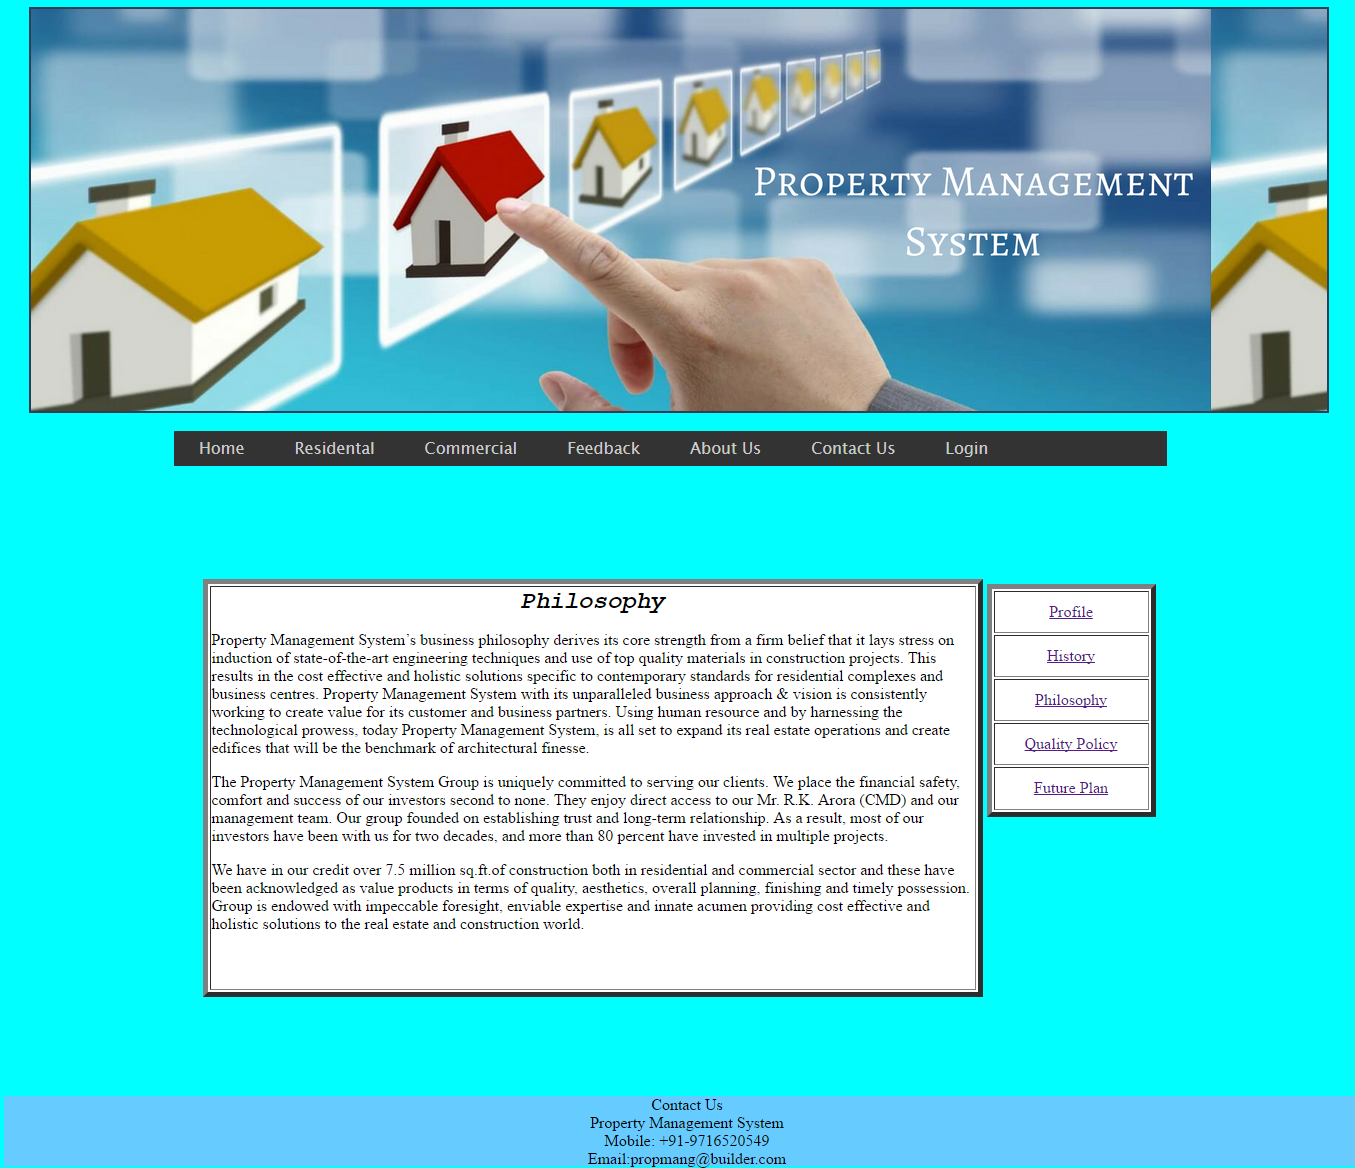 Property Management
System
Home Residental Commercial Feedback About Us Contact Us Login
Philosophy
Property Management System’s business philosophy derives its core strength from a firm belief that it lays stress on
induction of state-of-the-art engineering techniques and use of top quality materials in construction projects. This
results in the cost effective and holistic solutions specific to contemporary standards for residential complexes and
business centres. Property Management System with its unparalleled business approach & vision is consistently
working to create value for its customer and business partners. Using human resource and by harnessing the
technological prowess, today Property Management System, is all set to expand its real estate operations and create
edifices that will be the benchmark of architectural finesse.
The Property Management System Group is uniquely committed to serving our clients. We place the financial safety,
comfort and success of our investors second to none. They enjoy direct access to our Mr. R.K. Arora (CMD) and our
management team. Our group founded on establishing trust and long-term relationship. As a result, most of our
investors have been with us for two decades, and more than 80 percent have invested in multiple projects.
We have in our credit over 7.5 million sq.ft.of construction both in residential and commercial sector and these have
been acknowledged as value products in terms of quality, aesthetics, overall planning, finishing and timely possession.
Group is endowed with impeccable foresight, enviable expertise and innate acumen providing cost effective and
holistic solutions to the real estate and construction world.
Profile
History
Philosophy
Quality Policy
Future Plan
Contact Us
Property Management System
Mobile: +91-9716520549
Email:propmang@builder.com